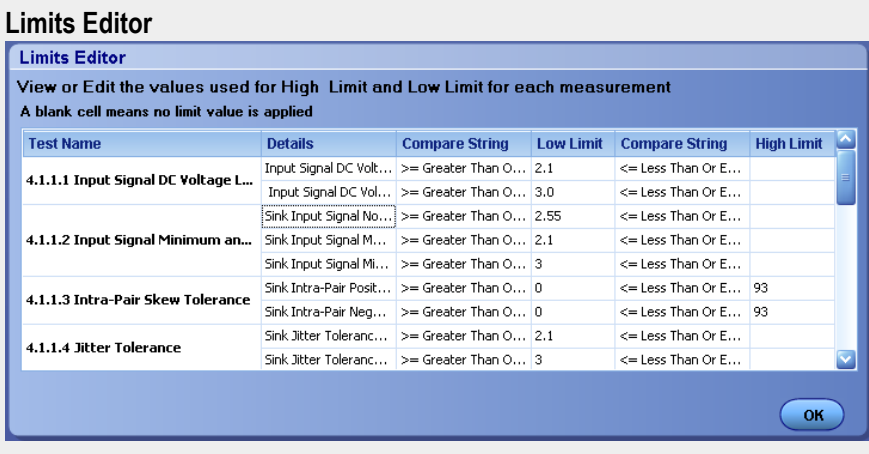 Limits Editor
Limits Editor
View or Edit the values used for High Limit and Low Limit for each measurement
A blank cell means no limit value is applied
Test Name Details Compare String Low Limit Compare String High Limit
4.1.1.1 Input Signal DC Voltage L...
Input Signal DC Volt... >= Greater Than O... 2.1 <= Less Than Or E...
Input Signal DC Vol... >= Greater Than O... 3.0 <= Less Than Or E...
4.1.1.2 Input Signal Minimum an...
Sink Input Signal No... >= Greater Than O... 2.55 <= Less Than Or E...
Sink Input Signal M... >= Greater Than O... 2.1 <= Less Than Or E...
Sink Input Signal Mi... >= Greater Than O... 3 <= Less Than Or E...
4.1.1.3 Intra-Pair Skew Tolerance
Sink Intra-Pair Posit... >= Greater Than O... 0 <= Less Than Or E... 93
Sink Intra-Pair Neg... >= Greater Than O... 0 <= Less Than Or E... 93
4.1.1.4 Jitter Tolerance
Sink Jitter Toleranc... >= Greater Than O... 2.1 <= Less Than Or E...
Sink Jitter Toleranc... >= Greater Than O... 3 <= Less Than Or E...
OK